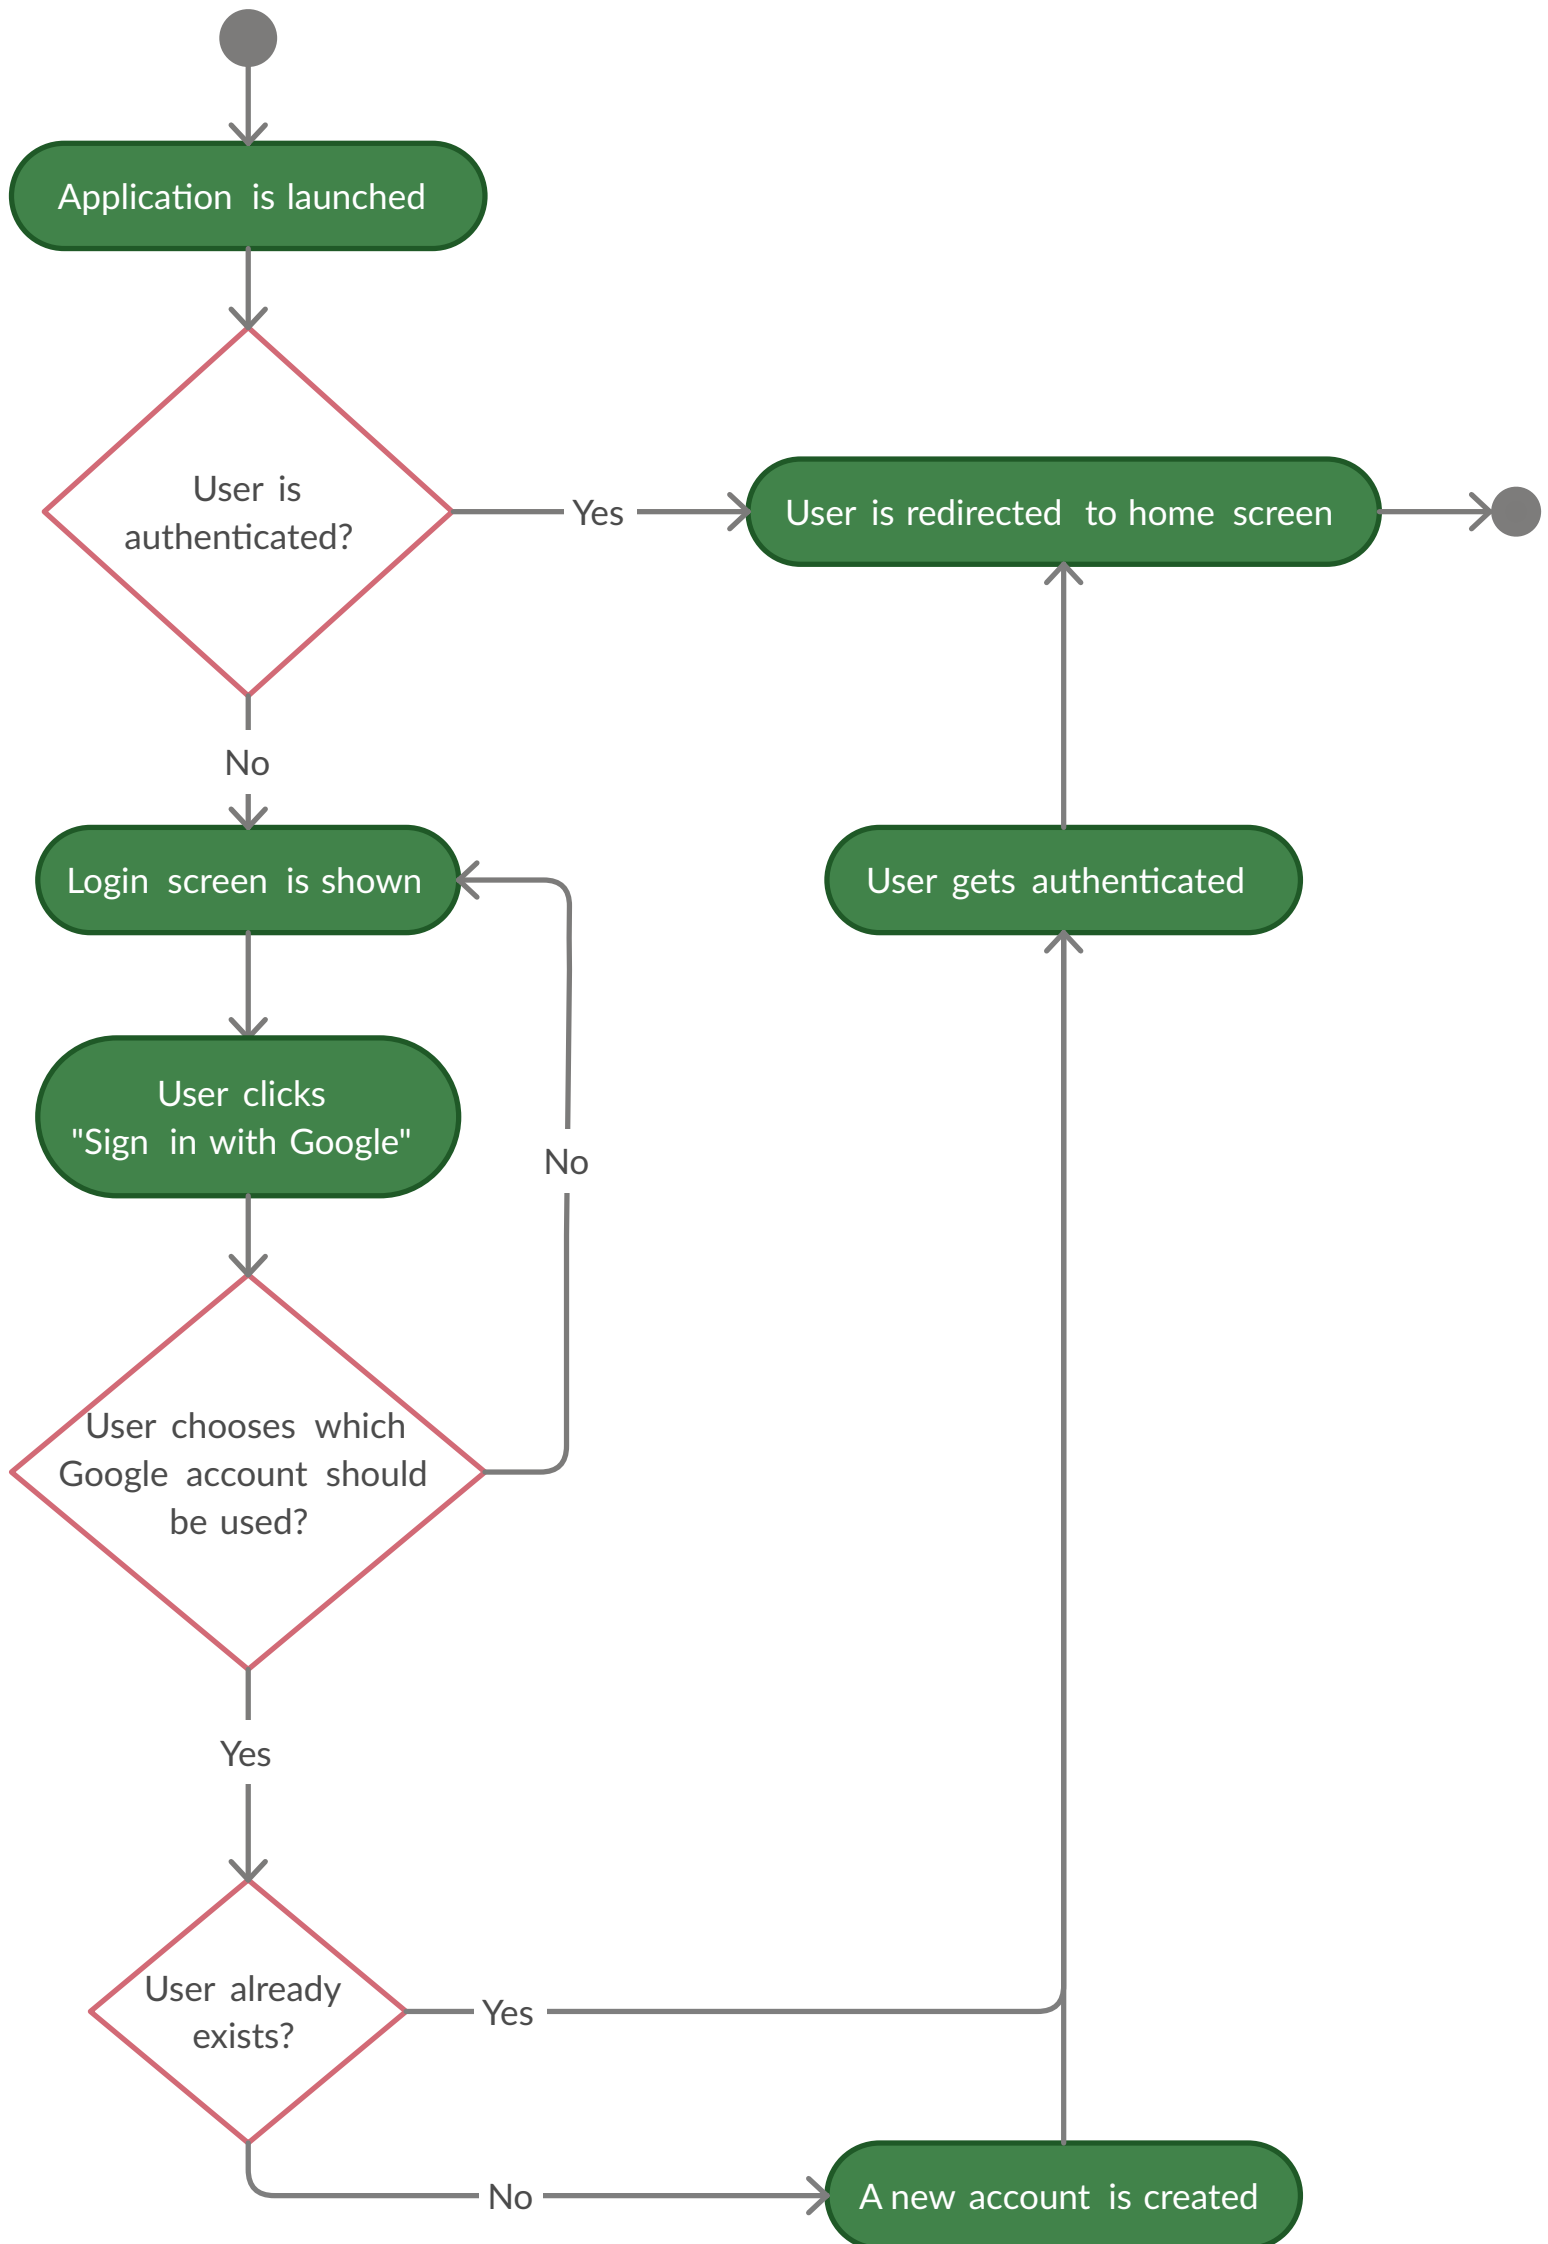 Application is launched
User is
authenticated?
Yes
User is redirected to home screen
No
Login screen is shown
User gets authenticated
User clicks
"Sign in with Google"
No
User chooses which
Google account should
be used?
Yes
User already
exists?
Yes
No
A new account is created